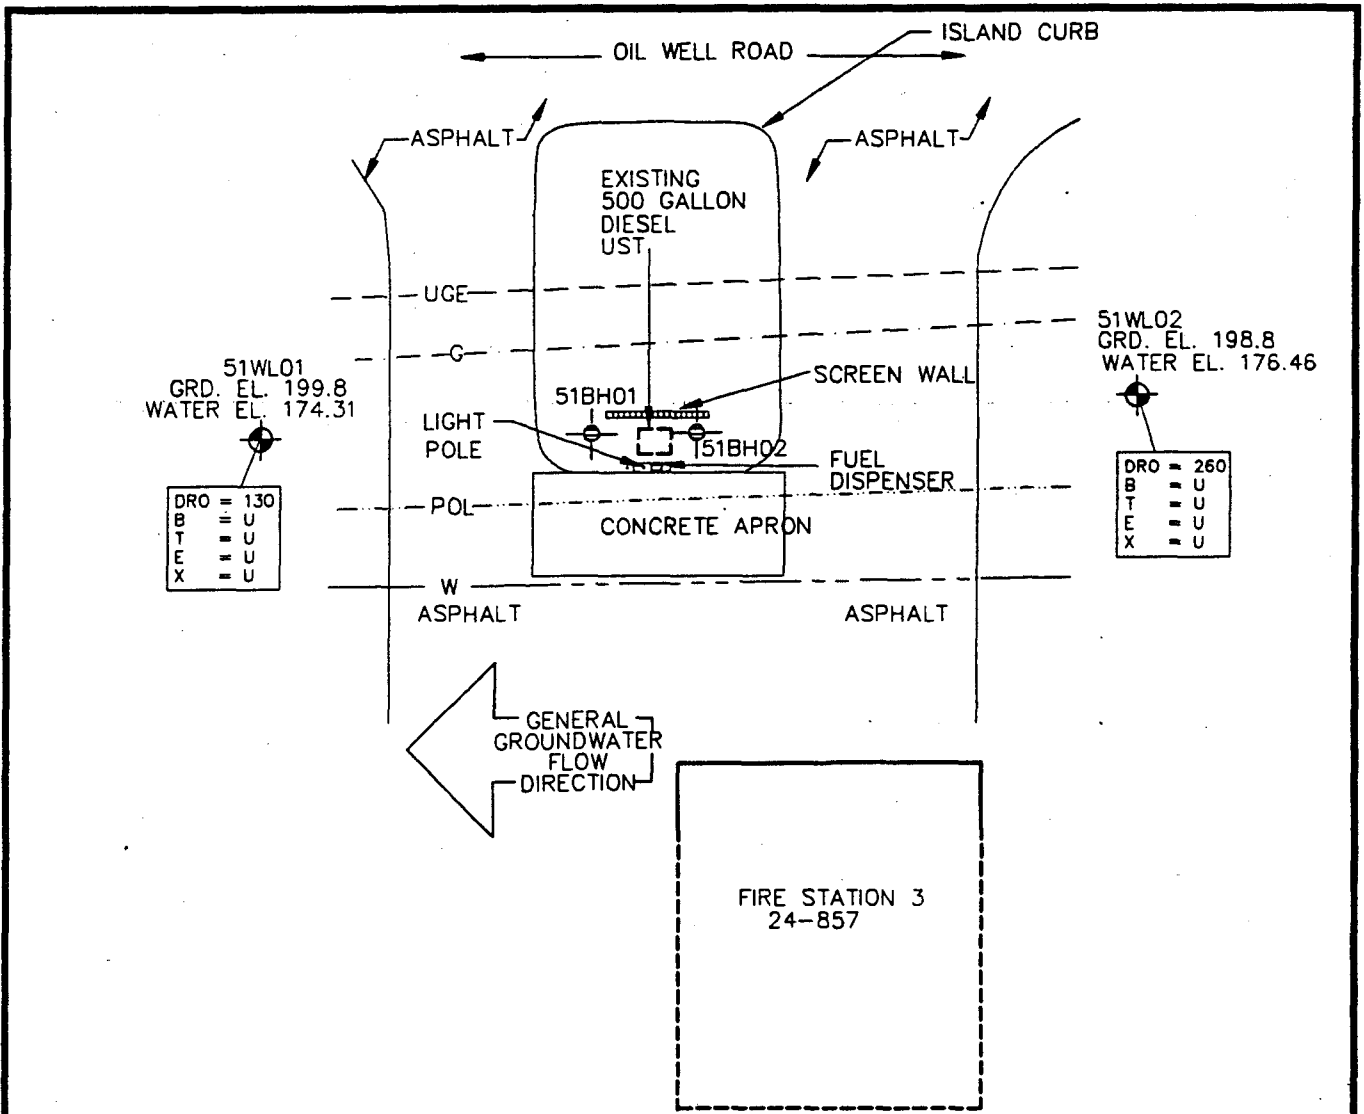 OIL WELL ROAD
ISLAND CURB
ASPHALT
ASPHALT
EXISTING
500 GALLON
DIESEL
UST
UGE
G
51WL01
GRD. EL. 199.8
WATER EL. 174.31
51WL02
GRD. EL. 198.8
WATER EL. 176.46
SCREEN WALL
51BH01
LIGHT
POLE
51BH02
FUEL
DISPENSER
DRO = 130
B = U
T = U
E = U
X = U
DRO = 260
B = U
T = U
E = U
X = U
POL
CONCRETE APRON
W
ASPHALT
ASPHALT
GENERAL
GROUNDWATER
FLOW
DIRECTION
FIRE STATION 3
24-857